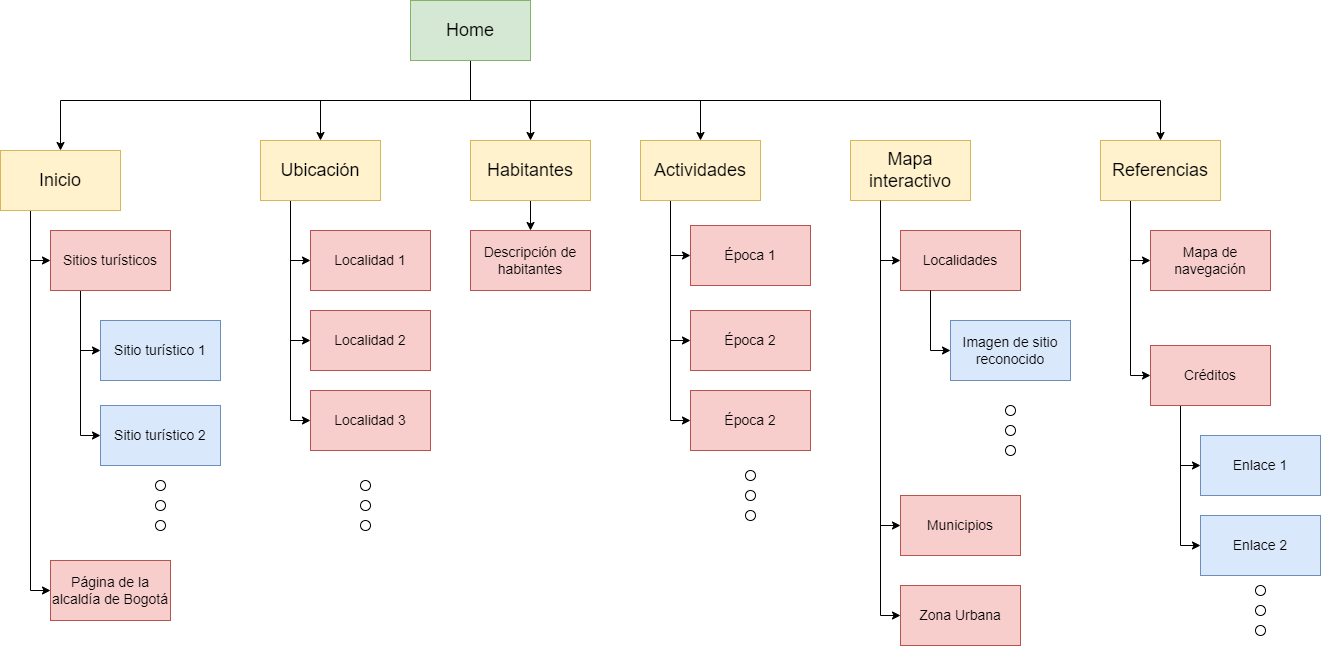 Home
Inicio
Ubicación
Habitantes
Actividades
Mapa
interactivo
Referencias
Sitios turísticos
Sitio turístico 1
Sitio turístico 2
Página de la
alcaldía de Bogotá
Localidad 1
Localidad 2
Localidad 3
Descripción de
habitantes
Época 1
Época 2
Época 2
Localidades
Imagen de sitio
reconocido
Municipios
Zona Urbana
Mapa de
navegación
Créditos
Enlace 1
Enlace 2